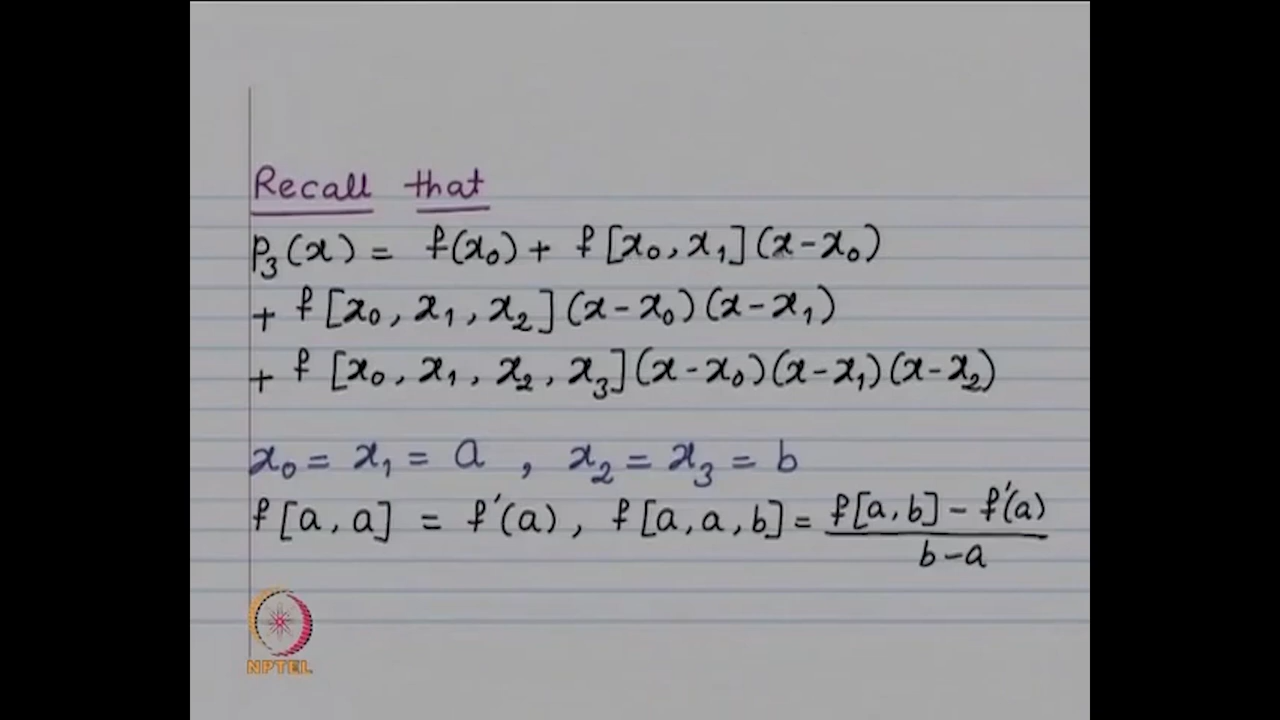 Recall that
p₃(x) = f(x₀) + f[x₀, x₁](x-x₀)
+ f[x₀, x₁, x₂](x-x₀)(x-x₁)
+ f[x₀, x₁, x₂, x₃](x-x₀)(x-x₁)(x-x₂)
x₀ = x₁ = a , x₂ = x₃ = b
f[a, a] = f'(a), f[a, a, b] = (f[a, b] - f'(a)) / (b-a)
NPTEL